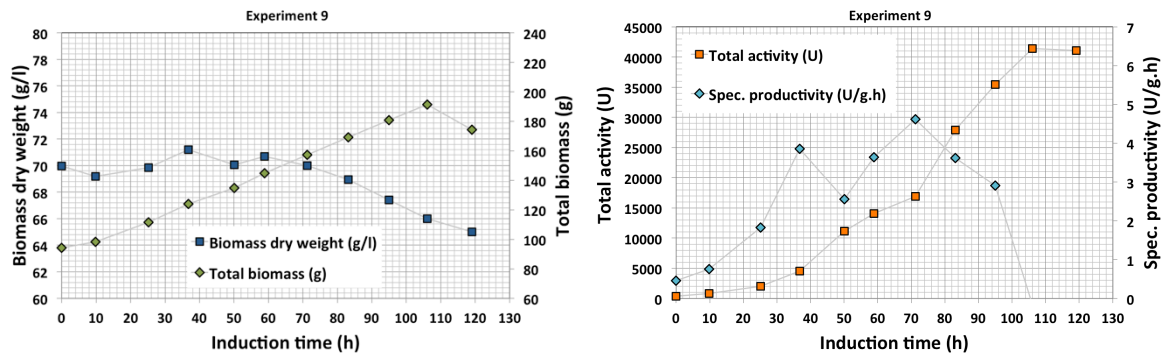 Experiment 9
Biomass dry weight (g/l)
80
78
76
74
72
70
68
66
64
62
60
240
220
200
180
160
140
120
100
80
60
Total biomass (g)
Biomass dry weight (g/l)
Total biomass (g)
0 10 20 30 40 50 60 70 80 90 100 110 120 130
Induction time (h)
Experiment 9
Total activity (U)
45000
40000
35000
30000
25000
20000
15000
10000
5000
0
7
6
5
4
3
2
1
0
Spec. productivity (U/g.h)
Total activity (U)
Spec. productivity (U/g.h)
0 10 20 30 40 50 60 70 80 90 100 110 120 130
Induction time (h)